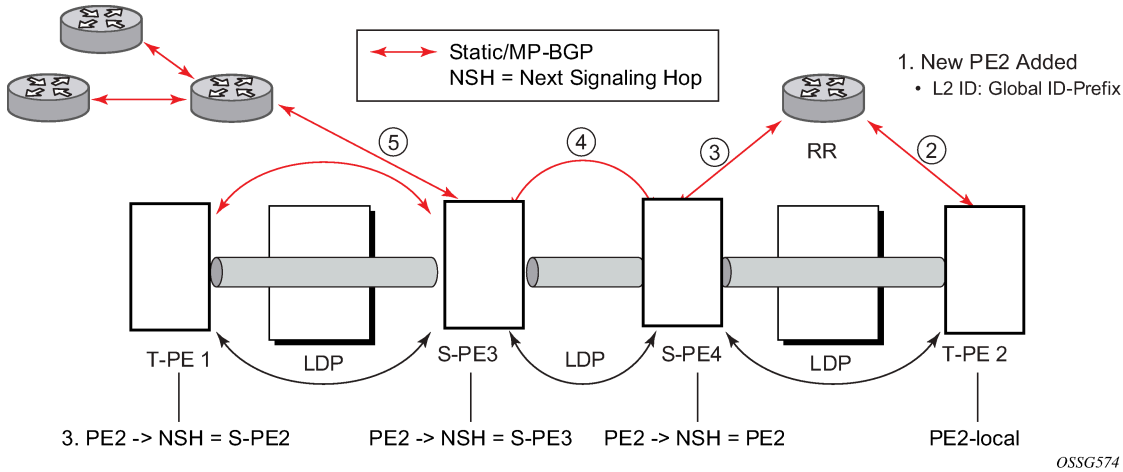 Static/MP-BGP
NSH = Next Signaling Hop
1. New PE2 Added
• L2 ID: Global ID-Prefix
RR
5
4
3
2
T-PE 1
LDP
S-PE3
LDP
S-PE4
LDP
T-PE 2
3. PE2 -> NSH = S-PE2
PE2 -> NSH = S-PE3
PE2 -> NSH = PE2
PE2-local
OSSG574